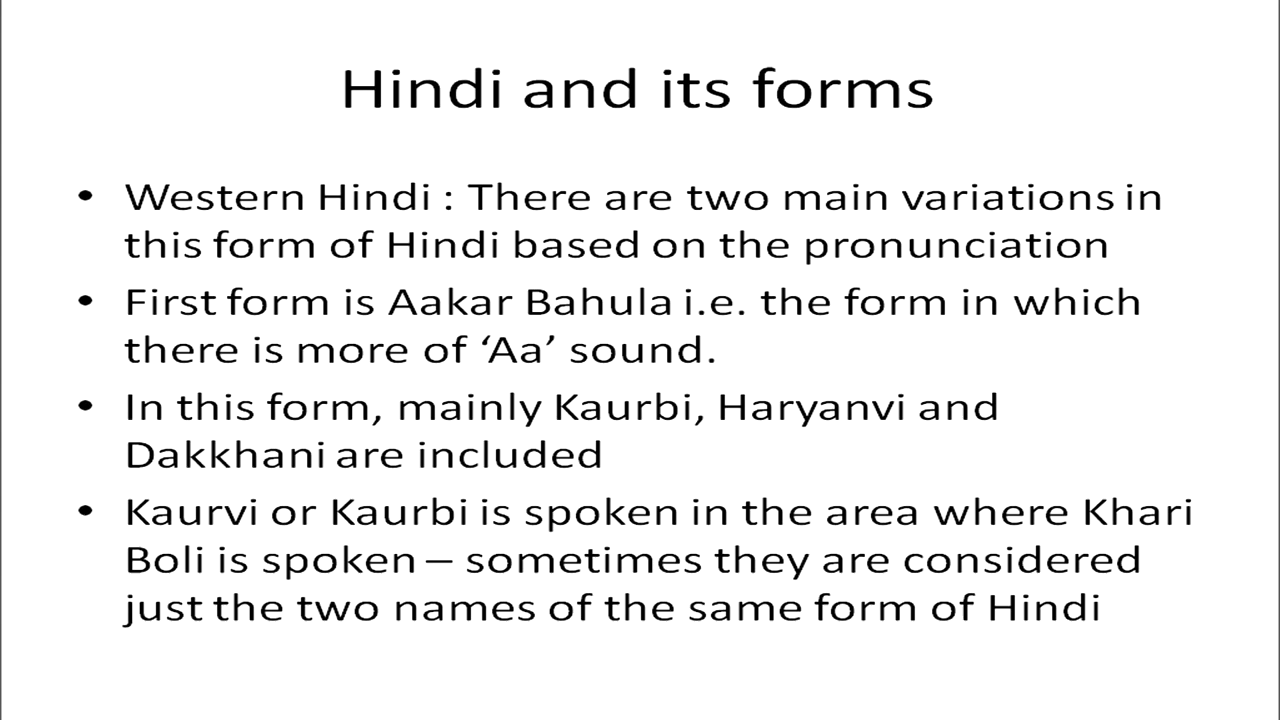 Hindi and its forms
• Western Hindi : There are two main variations in
this form of Hindi based on the pronunciation
• First form is Aakar Bahula i.e. the form in which
there is more of ‘Aa’ sound.
• In this form, mainly Kaurbi, Haryanvi and
Dakkhani are included
• Kaurvi or Kaurbi is spoken in the area where Khari
Boli is spoken – sometimes they are considered
just the two names of the same form of Hindi